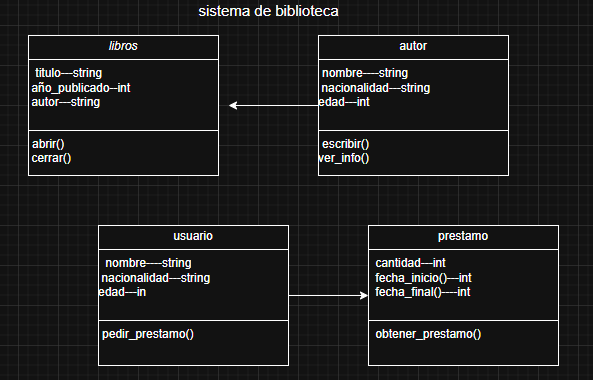 sistema de biblioteca
libros
titulo---string
año_publicado--int
autor---string
abrir()
cerrar()
autor
nombre----string
nacionalidad---string
edad---int
escribir()
ver_info()
usuario
nombre----string
nacionalidad---string
edad---in
pedir_prestamo()
prestamo
cantidad---int
fecha_inicio()---int
fecha_final()----int
obtener_prestamo()